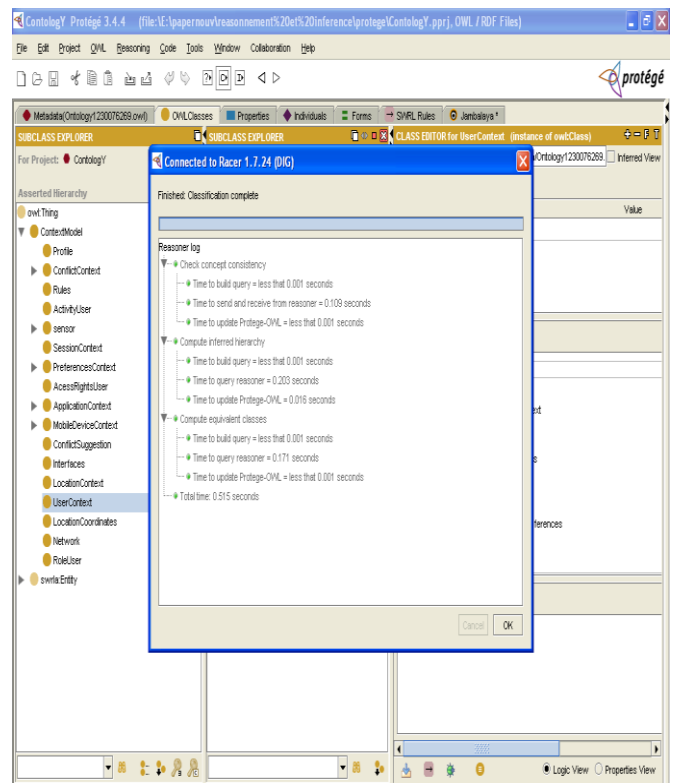 ContologY Protégé 3.4.4 (file:\E:\papernouv\reasonnement%20et%20inference\protege\ContologY.pprj, OWL / RDF Files)
File Edit Project OWL Reasoning Code Tools Window Collaboration Help
protégé
Metadata(Ontology1230076269.owl) OWLClasses Properties Individuals Forms SWRL Rules Jambalaya
SUBCLASS EXPLORER
SUBCLASS EXPLORER
CLASS EDITOR for UserContext (instance of owl:Class)
For Project: ContologY
/Ontology1230076269. Inferred View
Asserted Hierarchy
Value
owl:Thing
ContextModel
Profile
ConflictContext
Rules
ActivityUser
sensor
SessionContext
PreferencesContext
AcessRightsUser
ApplicationContext
MobileDeviceContext
ConflictSuggestion
Interfaces
LocationContext
UserContext
LocationCoordinates
Network
RoleUser
swrla:Entity
Connected to Racer 1.7.24 (DIG)
Finished: Classification complete
Reasoner log
Check concept consistency
Time to build query = less that 0.001 seconds
Time to send and receive from reasoner = 0.109 seconds
Time to update Protege-OWL = less that 0.001 seconds
Compute inferred hierarchy
Time to build query = less that 0.001 seconds
Time to query reasoner = 0.203 seconds
Time to update Protege-OWL = 0.016 seconds
Compute equivalent classes
Time to build query = less that 0.001 seconds
Time to query reasoner = 0.171 seconds
Time to update Protege-OWL = less that 0.001 seconds
Total time: 0.515 seconds
Cancel OK
ext
s
ferences
Logic View Properties View